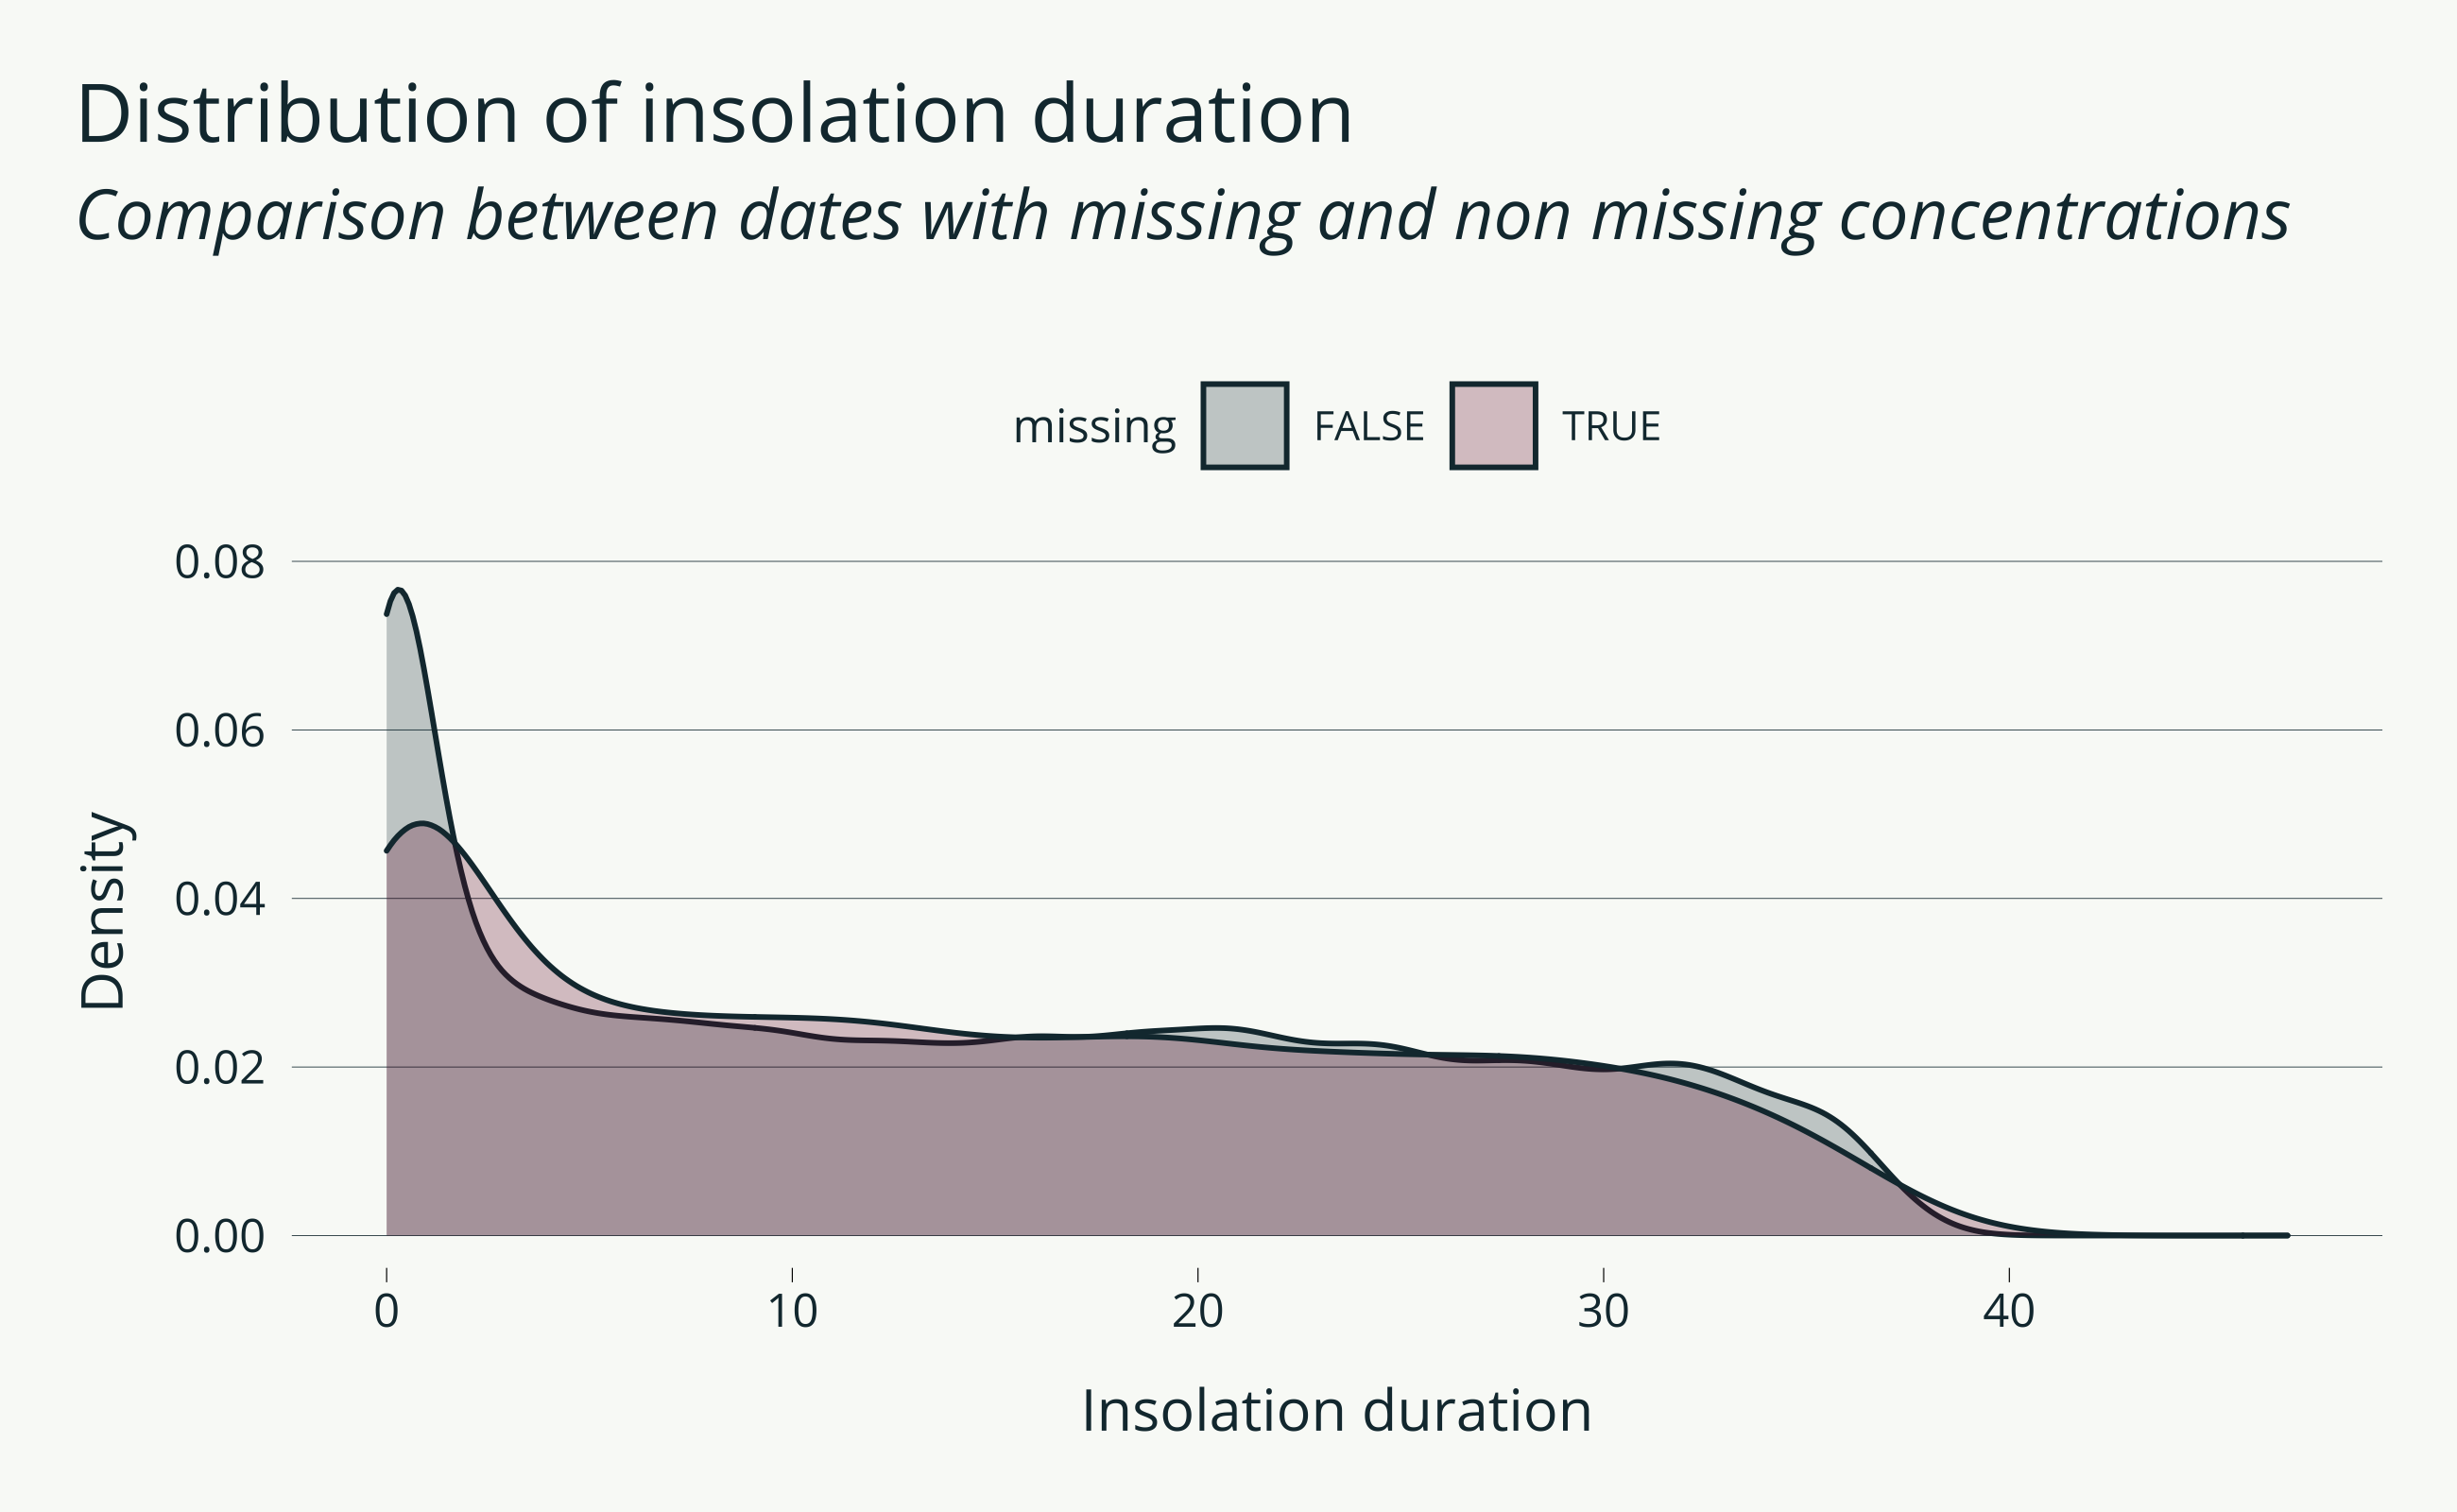 Distribution of insolation duration
Comparison between dates with missing and non missing concentrations
missing FALSE TRUE
0.08
0.06
0.04
0.02
0.00
Density
0 10 20 30 40
Insolation duration